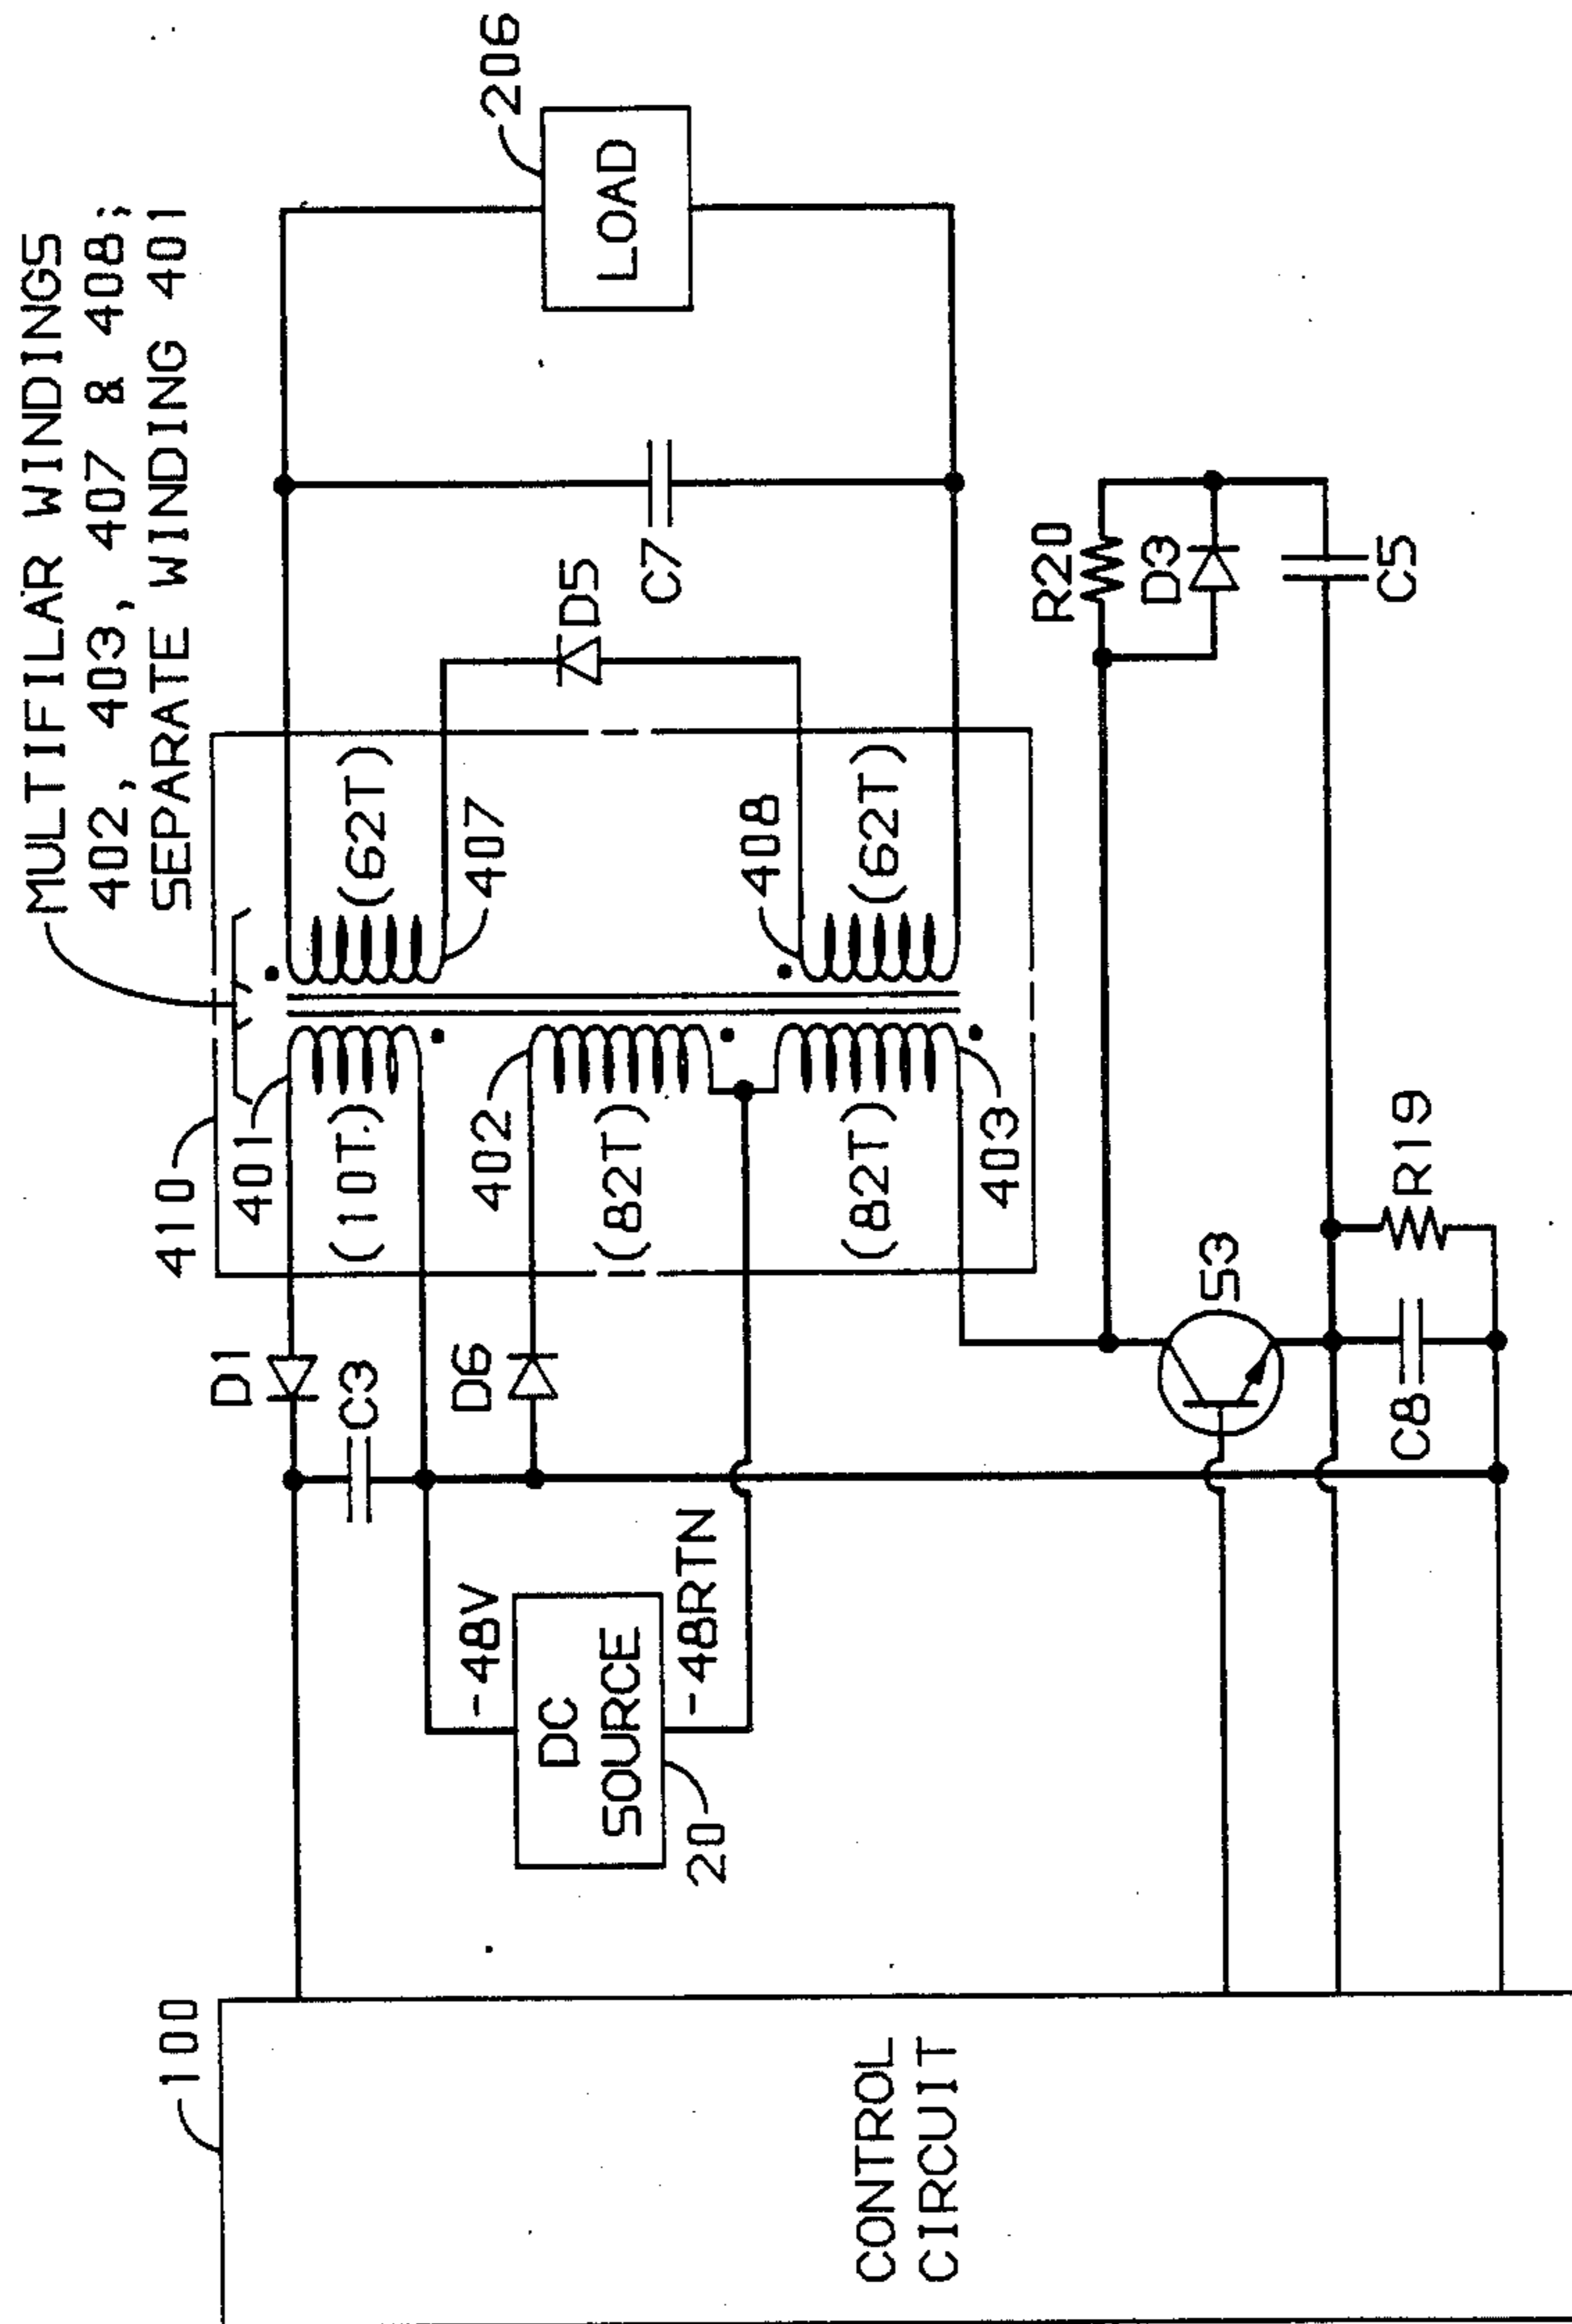 MULTIFILAR WINDINGS
402, 403, 407 & 408;
SEPARATE WINDING 401
100
410
401
D1
(10T)
(62T)
206
C3
-48V
402
407
LOAD
D6
DC
SOURCE
(82T)
D5
20
-48RTN
408
C7
(82T)
(62T)
403
CONTROL
CIRCUIT
R20
D3
S3
C5
C8
R19